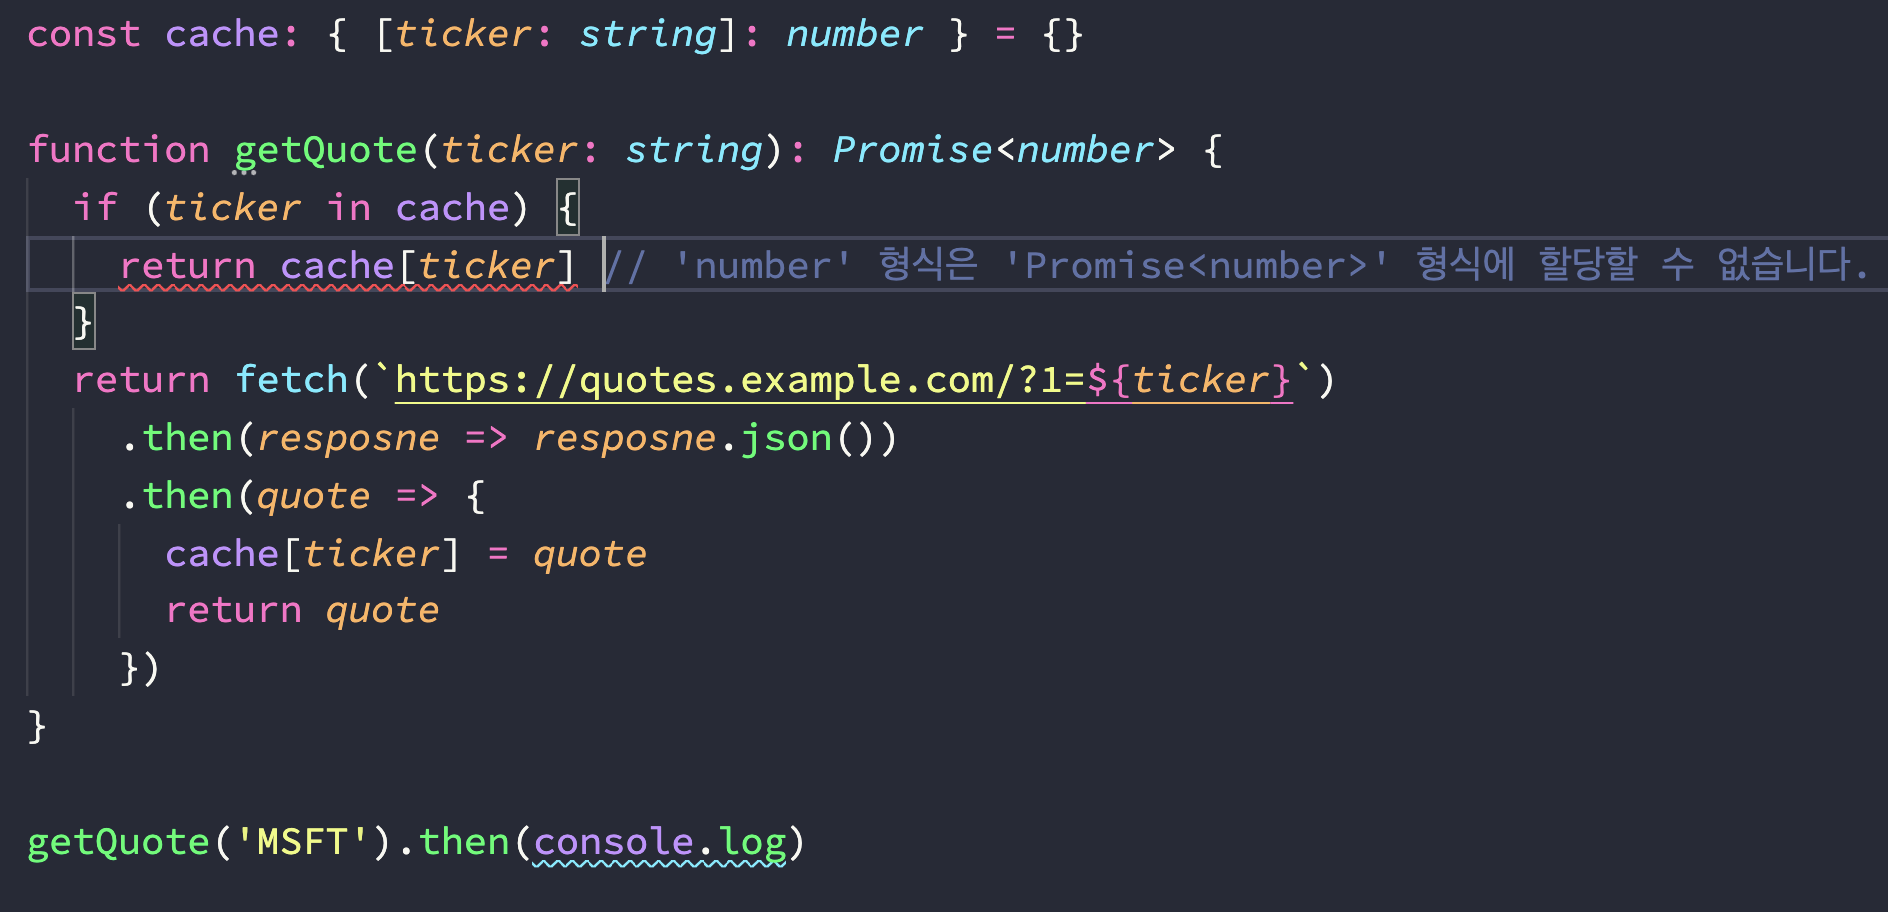 const cache: { [ticker: string]: number } = {}
function getQuote(ticker: string): Promise<number> {
if (ticker in cache) {
return cache[ticker] // 'number' 형식은 'Promise<number>' 형식에 할당할 수 없습니다.
}
return fetch(`https://quotes.example.com/?1=${ticker}`)
.then(resposne => resposne.json())
.then(quote => {
cache[ticker] = quote
return quote
})
}
getQuote('MSFT').then(console.log)